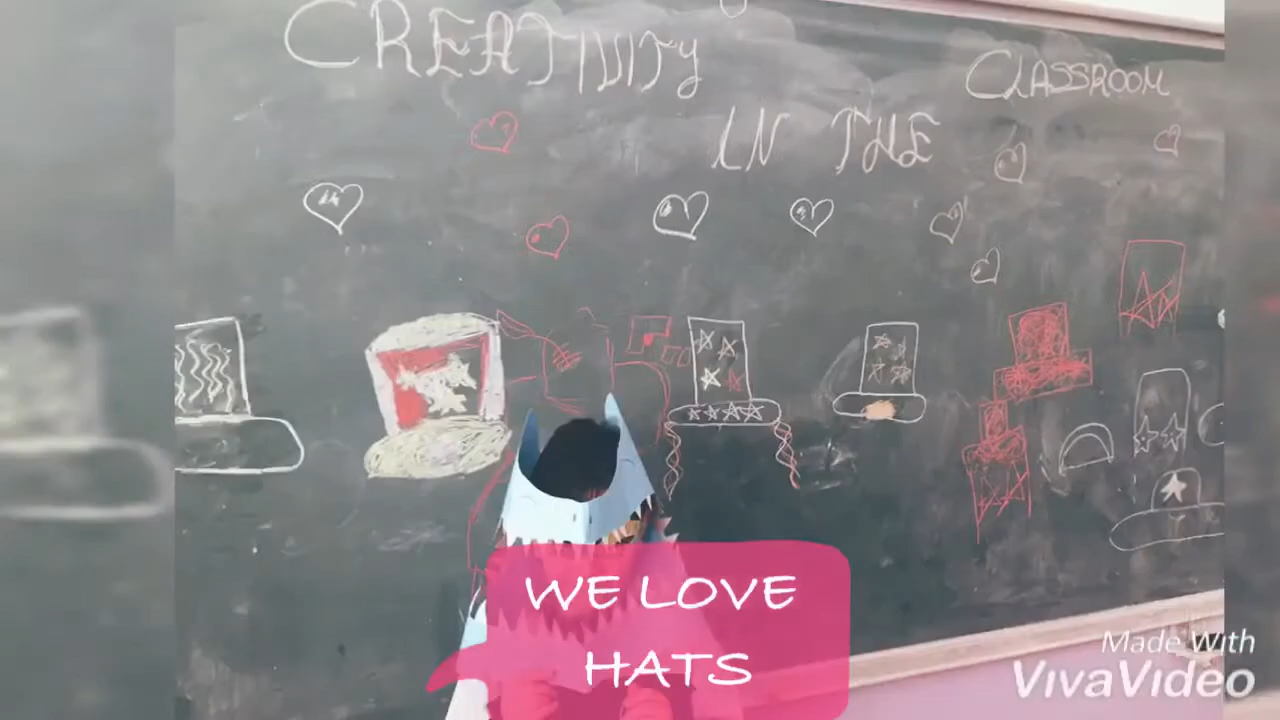 CREATIVITY
IN THE
CLASSROOM
WE LOVE
HATS
Made With
VivaVideo